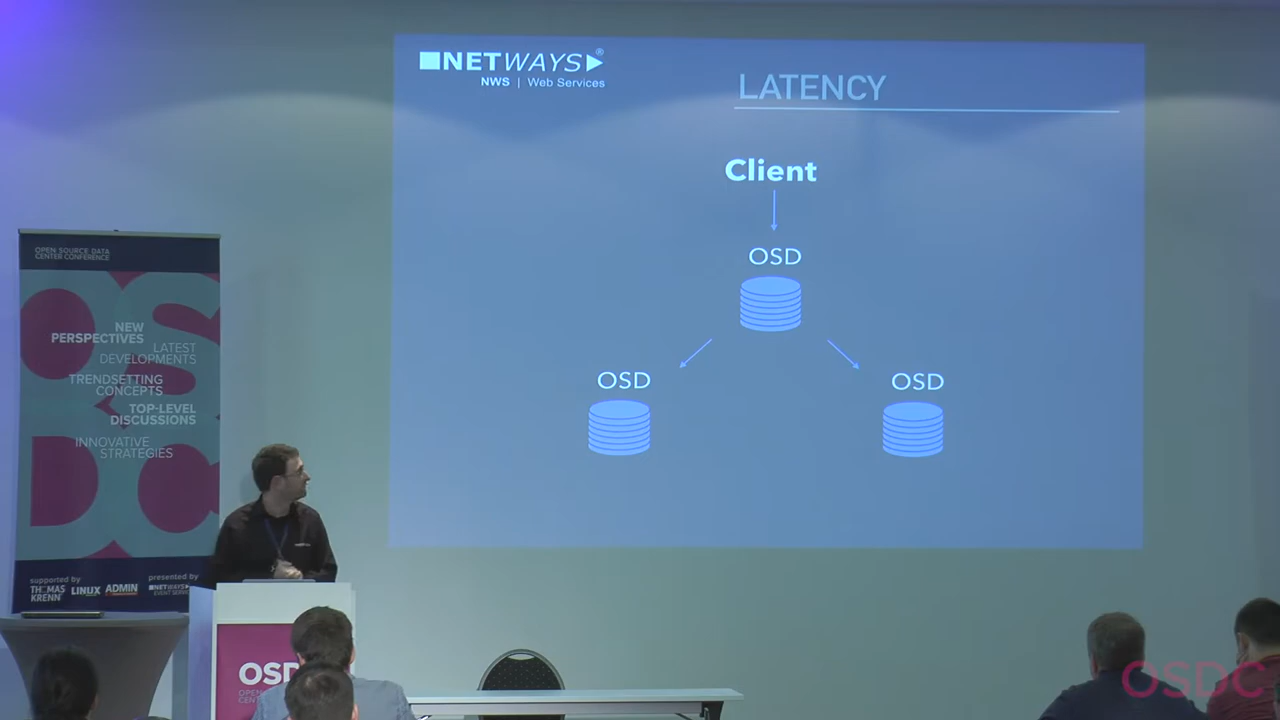 NETWAYS®
NWS | Web Services
LATENCY
Client
OSD
OSD
OSD
OPEN SOURCE DATA
CENTER CONFERENCE
NEW
PERSPECTIVES
LATEST
DEVELOPMENTS
TRENDSETTING
CONCEPTS
TOP-LEVEL
DISCUSSIONS
INNOVATIVE
STRATEGIES
supported by
THOMAS
KRENN
LINUX
ADMIN
presented by
NETWAYS
OSDC